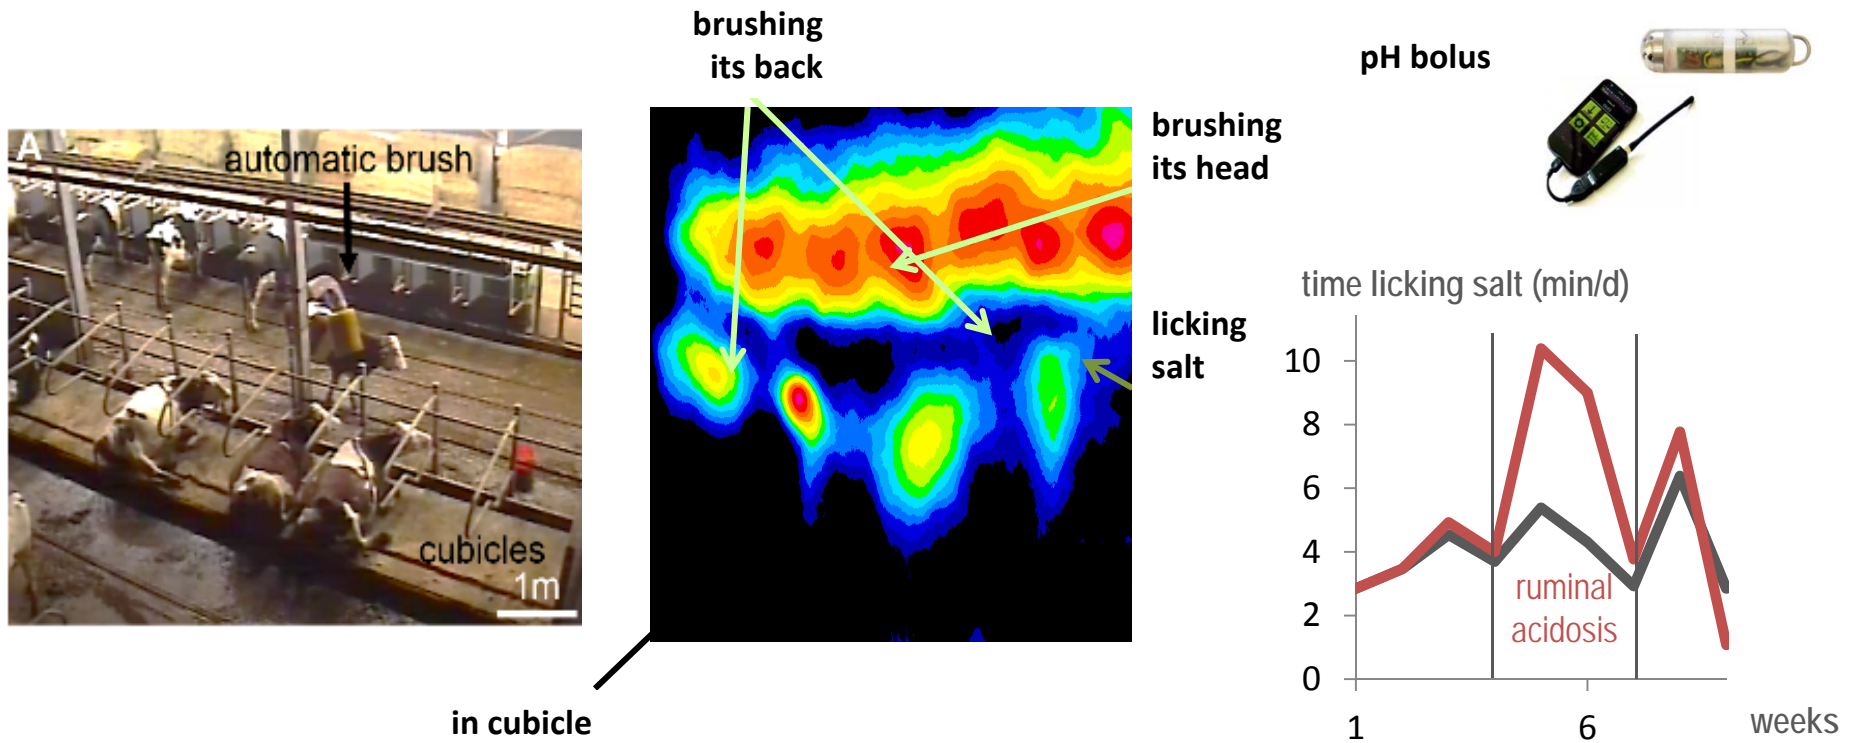 brushing
its back
pH bolus
A
automatic brush
brushing
its head
time licking salt (min/d)
licking
salt
10
8
6
4
2
0
ruminal
acidosis
cubicles
1m
1
6
weeks
in cubicle